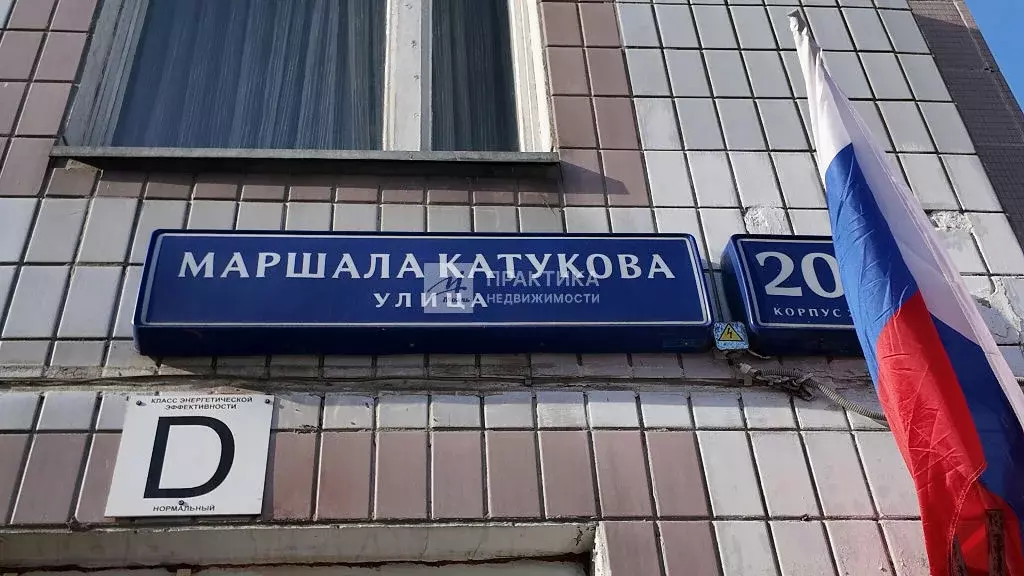 МАРШАЛА КАТУКОВА
УЛИЦА
20
КОРПУС
ПРАКТИКА
НЕДВИЖИМОСТИ
КЛАСС ЭНЕРГЕТИЧЕСКОЙ
ЭФФЕКТИВНОСТИ
D
НОРМАЛЬНЫЙ